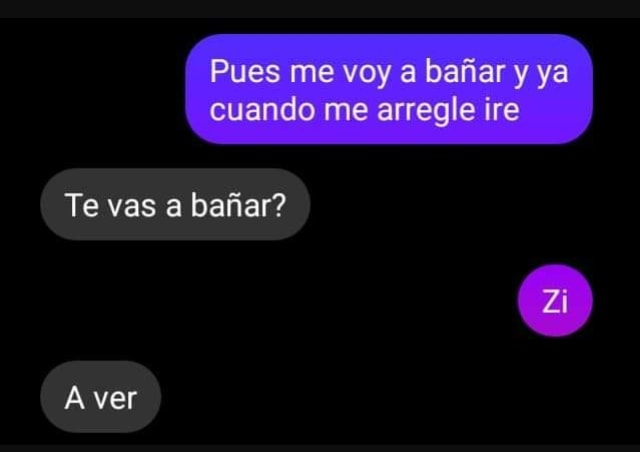 Pues me voy a bañar y ya
cuando me arregle ire
Te vas a bañar?
Zi
A ver